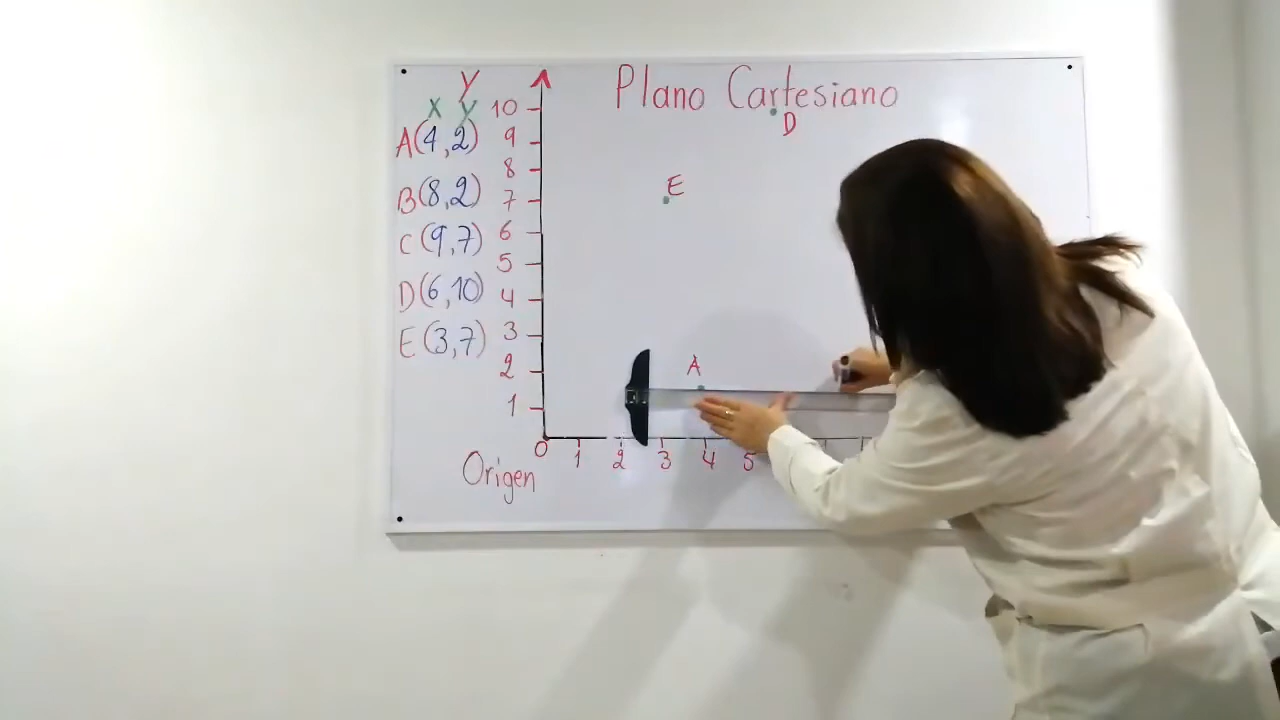 Plano Cartesiano
Y
X Y
A(4,2)
B(8,2)
C(9,7)
D(6,10)
E(3,7)
10
9
8
7
6
5
4
3
2
1
D
E
A
0 1 2 3 4 5
Origen